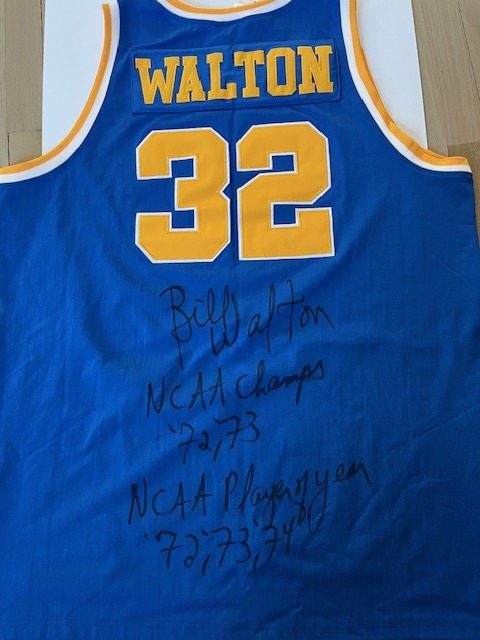 WALTON
32
Bill Walton
NCAA Champs
'72,'73
NCAA Player of year
'72,'73,'74